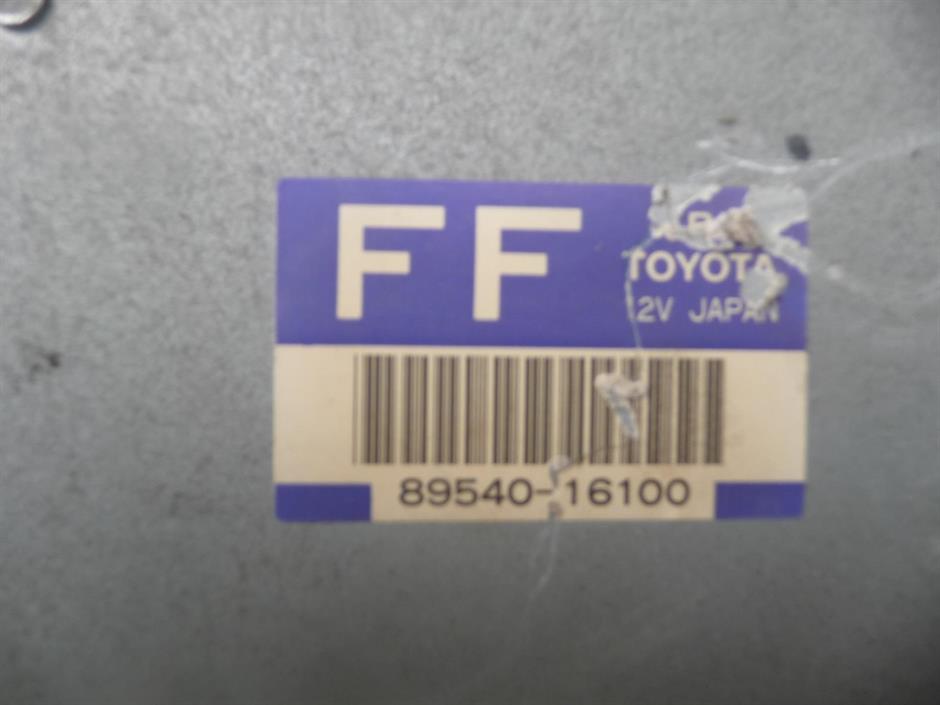 FF
TOYOTA
12V JAPAN
89540-16100